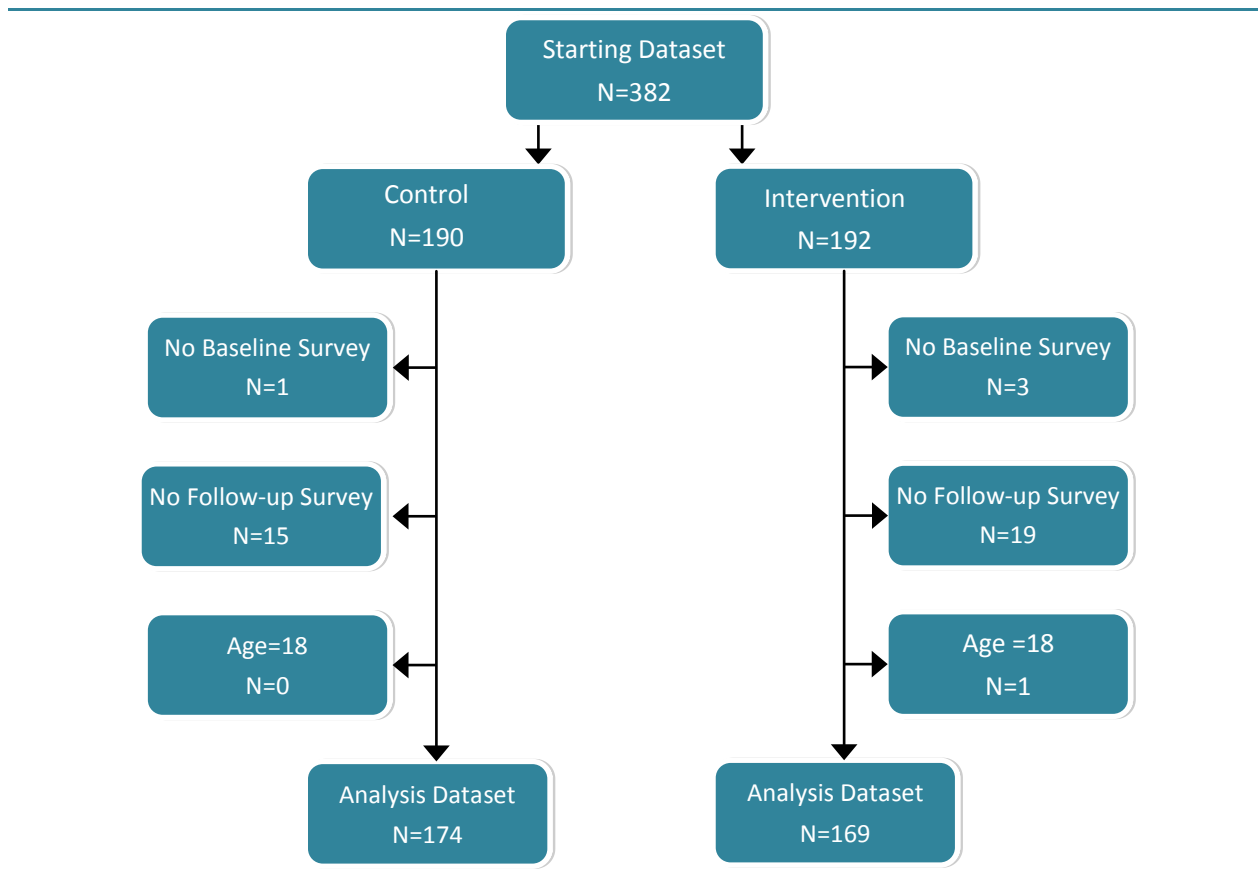 Starting Dataset
N=382
Control
N=190
Intervention
N=192
No Baseline Survey
N=1
No Baseline Survey
N=3
No Follow-up Survey
N=15
No Follow-up Survey
N=19
Age=18
N=0
Age =18
N=1
Analysis Dataset
N=174
Analysis Dataset
N=169